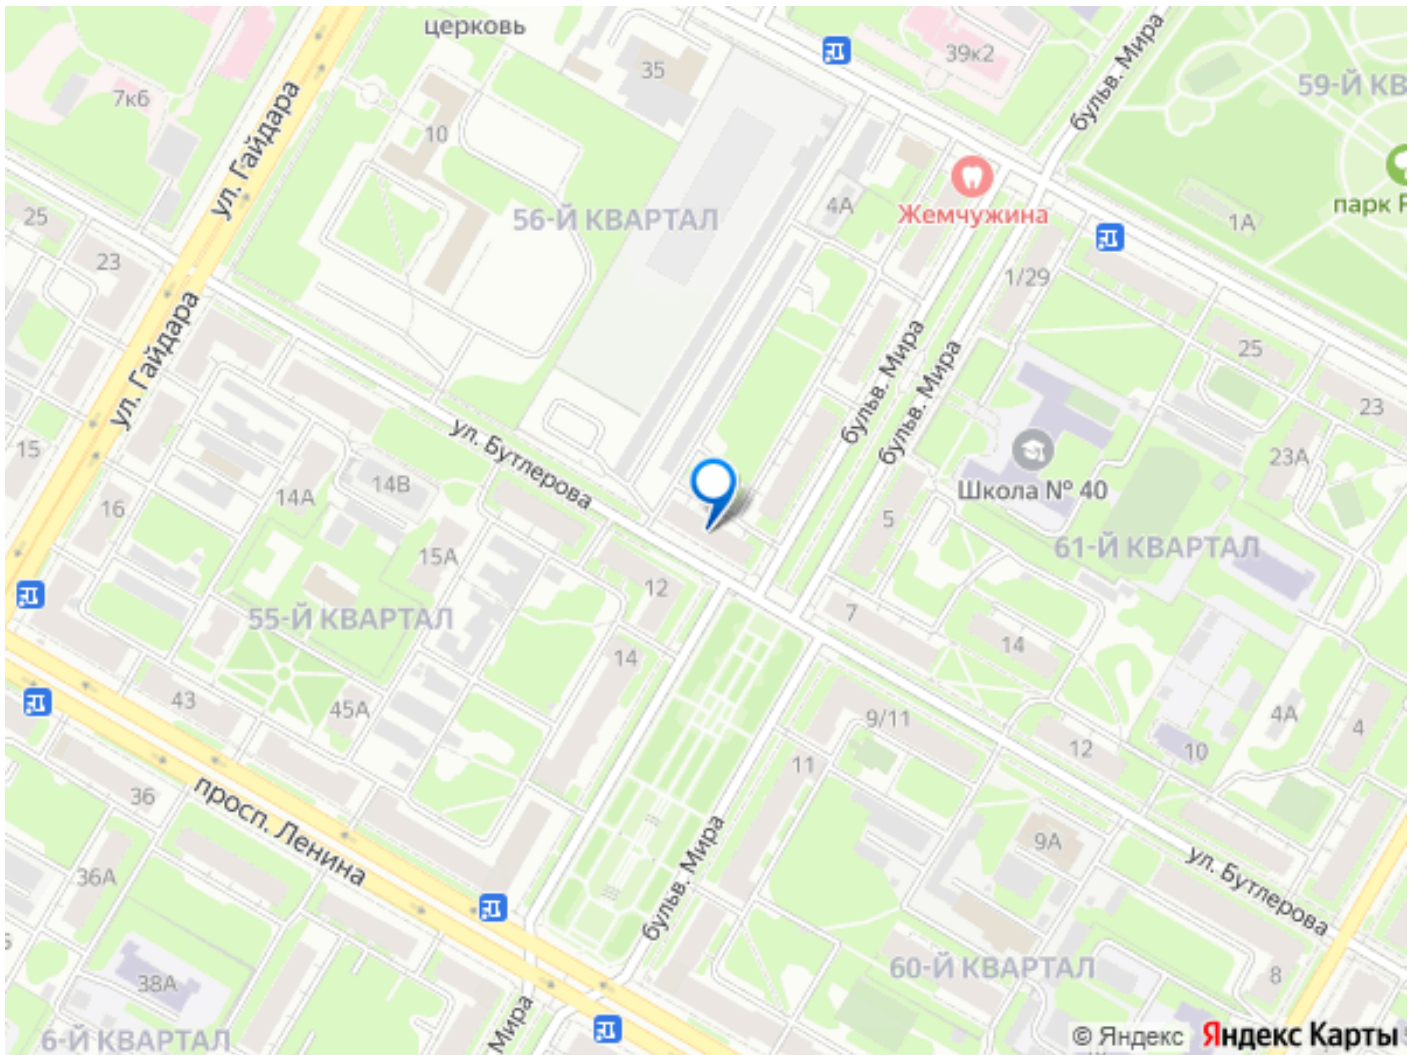 церковь
35
39к2
бульв. Мира
59-Й КВ
7к6
ул. Гайдара
10
56-Й КВАРТАЛ
4А
Жемчужина
парк
1А
25
23
1/29
ул. Гайдара
бульв. Мира
бульв. Мира
25
23
15
ул. Бутлерова
14А
14В
16
Школа № 40
23А
5
61-Й КВАРТАЛ
15А
12
55-Й КВАРТАЛ
7
14
14
43
45А
9/11
12
10
4А
4
11
36
просп. Ленина
36А
9А
ул. Бутлерова
бульв. Мира
60-Й КВАРТАЛ
8
38А
6-Й КВАРТАЛ
Мира
© Яндекс Яндекс Карты